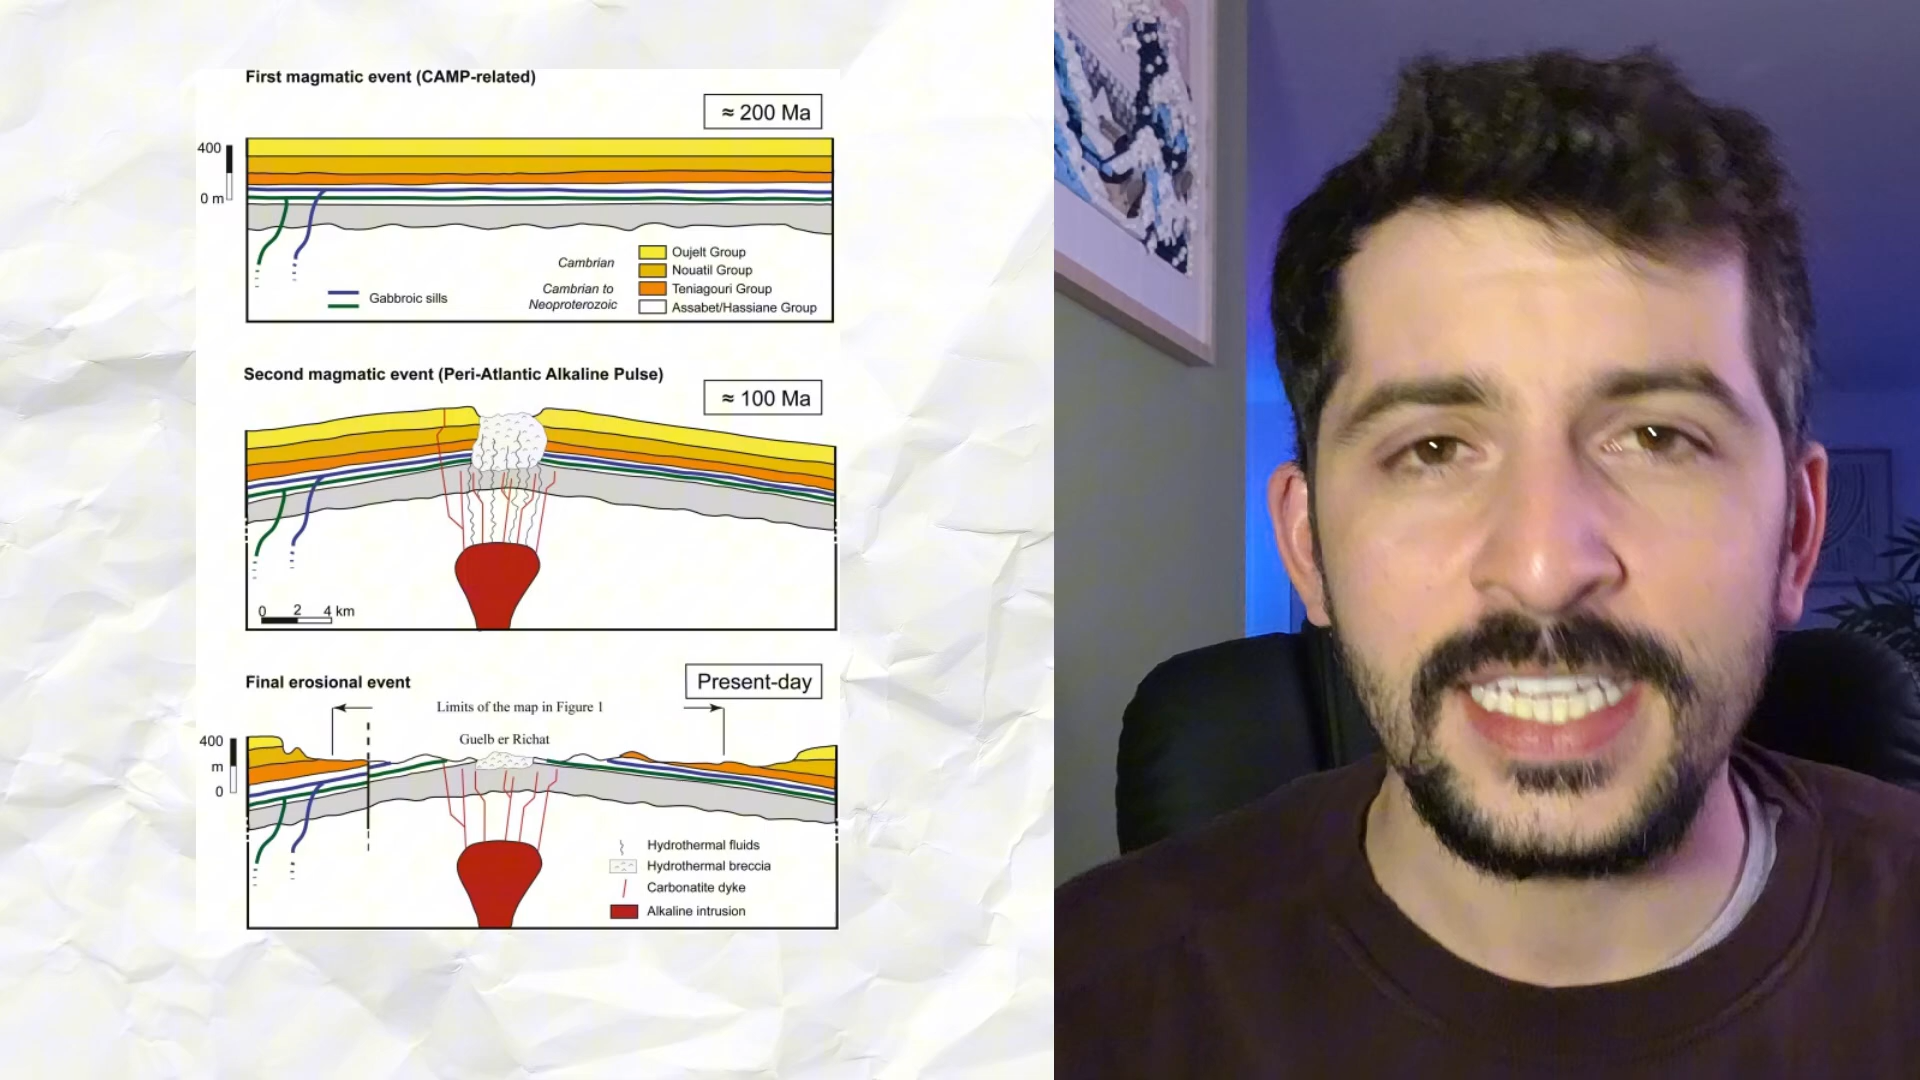 First magmatic event (CAMP-related)
≈ 200 Ma
400
0 m
Cambrian
Cambrian to
Neoproterozoic
Oujelt Group
Nouatil Group
Teniagouri Group
Assabet/Hassiane Group
Gabbroic sills
Second magmatic event (Peri-Atlantic Alkaline Pulse)
≈ 100 Ma
0 2 4 km
Final erosional event
Present-day
Limits of the map in Figure 1
Guelb er Richat
400
m
0
Hydrothermal fluids
Hydrothermal breccia
Carbonatite dyke
Alkaline intrusion